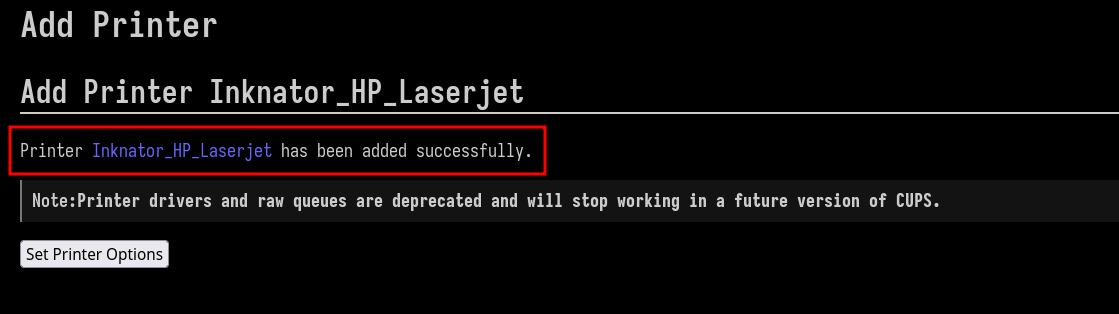 Add Printer
Add Printer Inknator_HP_Laserjet
Printer Inknator_HP_Laserjet has been added successfully.
Note:Printer drivers and raw queues are deprecated and will stop working in a future version of CUPS.
Set Printer Options